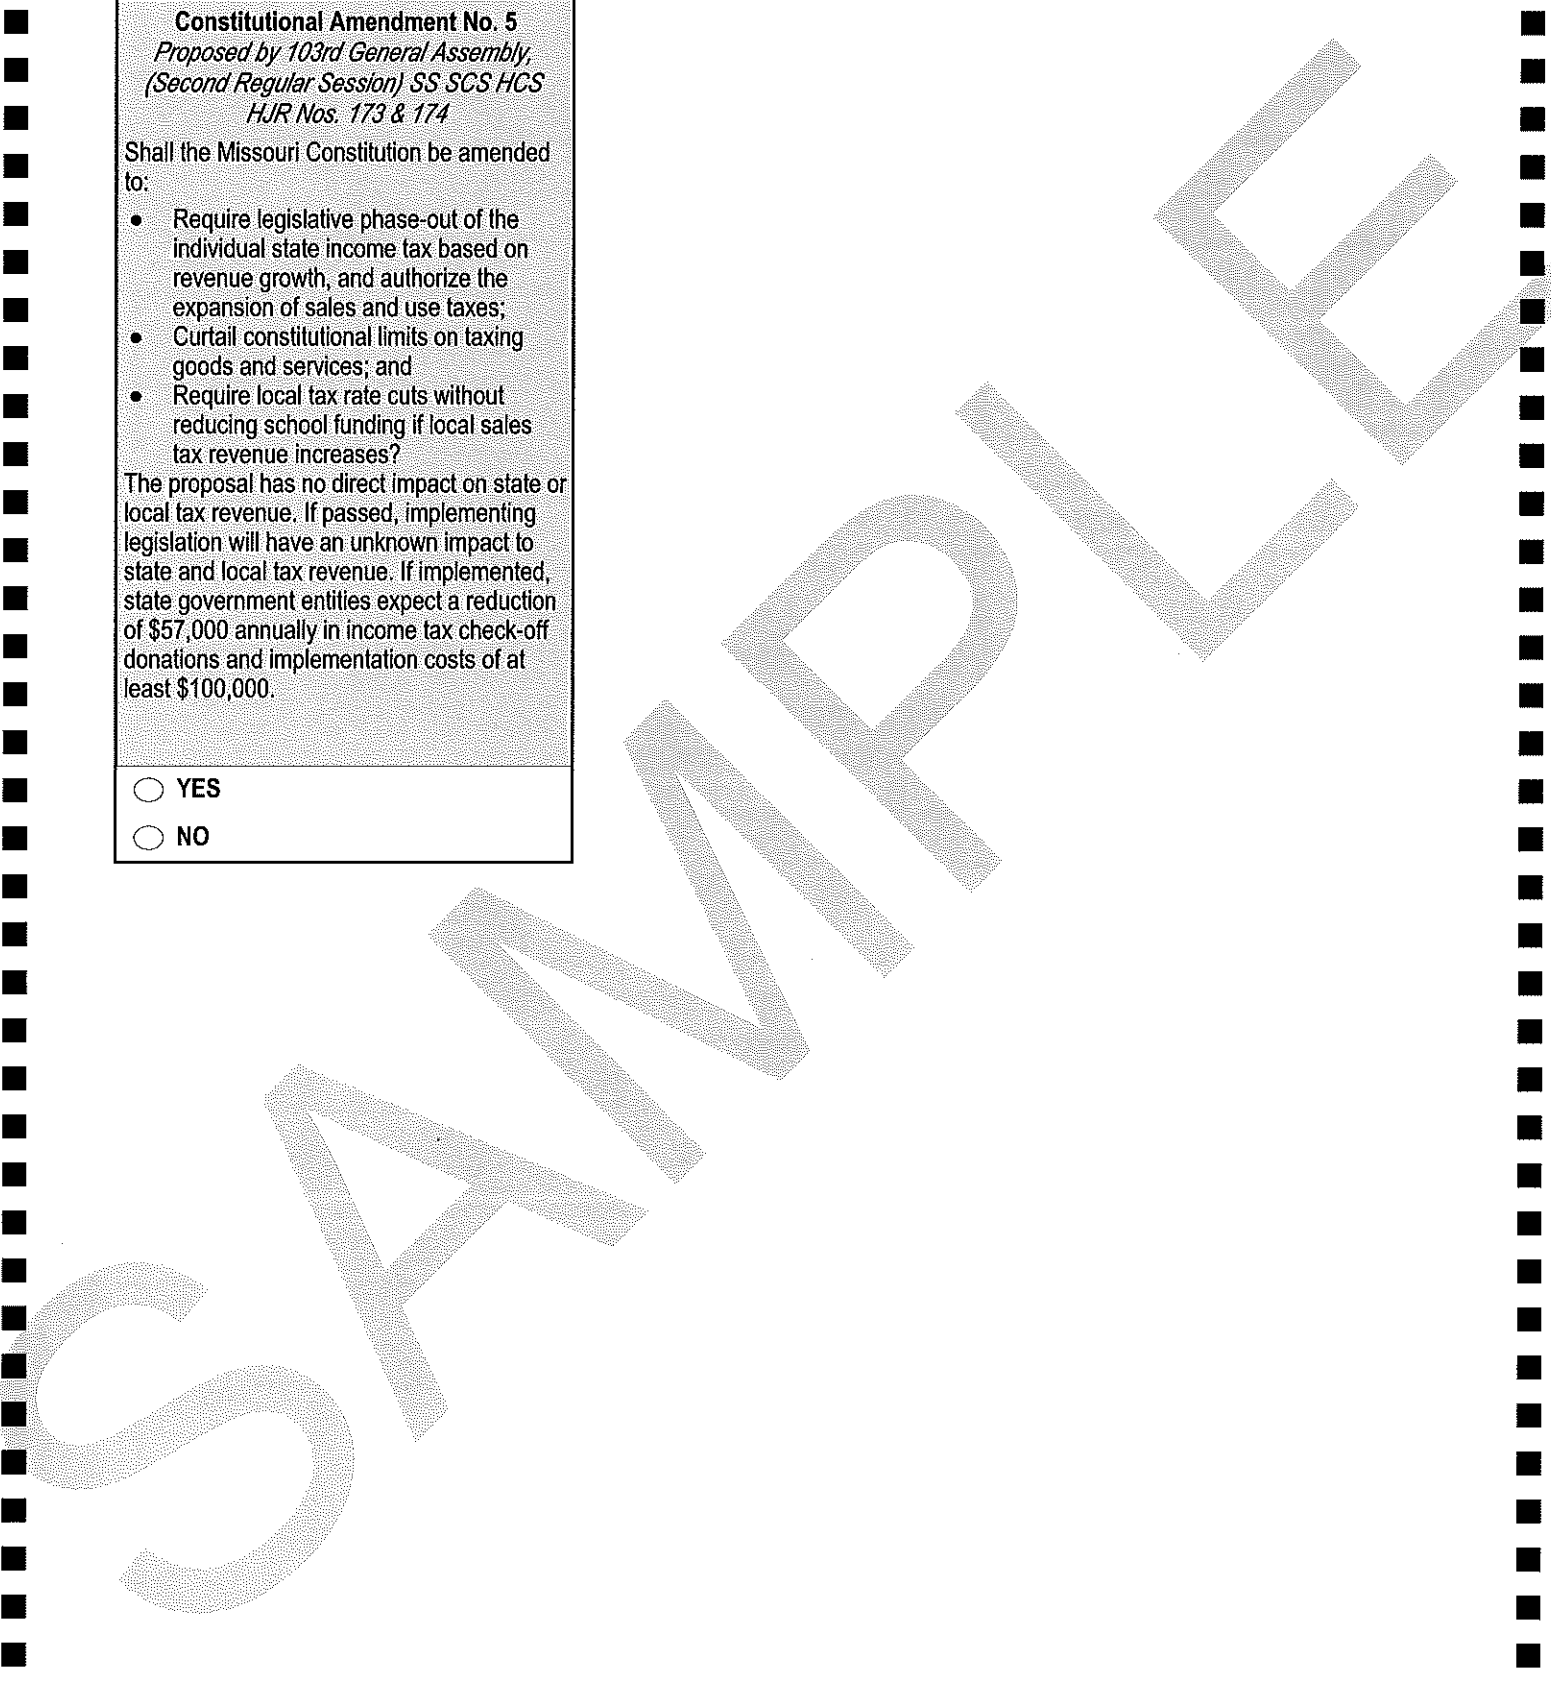 Constitutional Amendment No. 5
Proposed by 103rd General Assembly,
(Second Regular Session) SS SCS HCS
HJR Nos. 173 & 174
Shall the Missouri Constitution be amended
to:
• Require legislative phase-out of the
individual state income tax based on
revenue growth, and authorize the
expansion of sales and use taxes;
• Curtail constitutional limits on taxing
goods and services; and
• Require local tax rate cuts without
reducing school funding if local sales
tax revenue increases?
The proposal has no direct impact on state or
local tax revenue. If passed, implementing
legislation will have an unknown impact to
state and local tax revenue. If implemented,
state government entities expect a reduction
of $57,000 annually in income tax check-off
donations and implementation costs of at
least $100,000.
YES
NO
SAMPLE